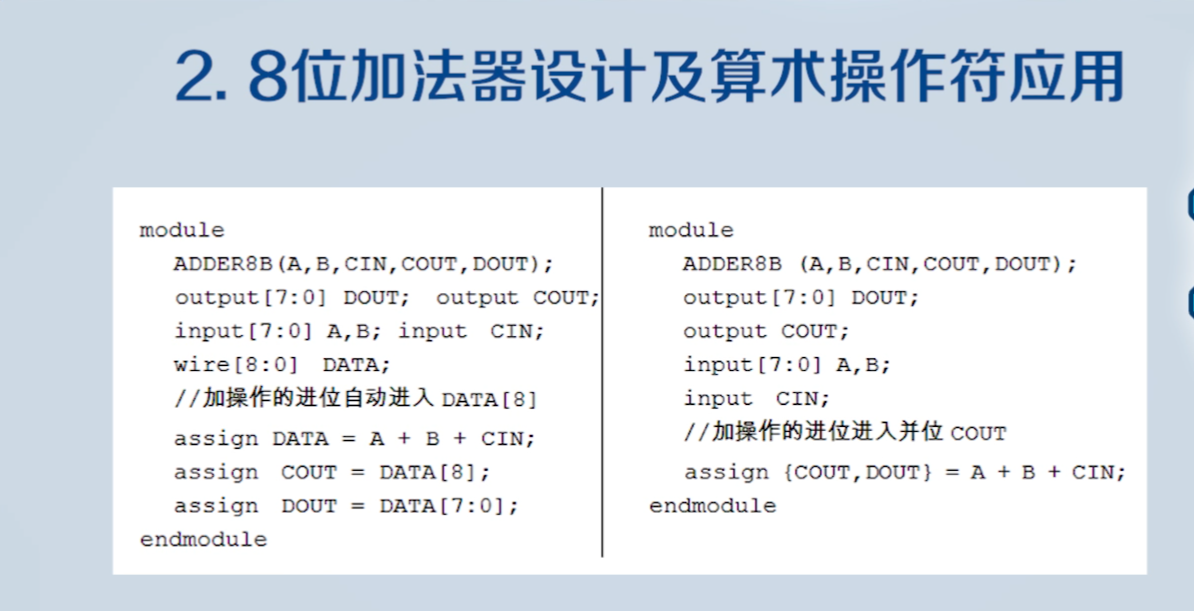 2. 8位加法器设计及算术操作符应用
module
ADDER8B(A,B,CIN,COUT,DOUT);
output[7:0] DOUT; output COUT;
input[7:0] A,B; input CIN;
wire[8:0] DATA;
//加操作的进位自动进入 DATA[8]
assign DATA = A + B + CIN;
assign COUT = DATA[8];
assign DOUT = DATA[7:0];
endmodule
module
ADDER8B (A,B,CIN,COUT,DOUT);
output[7:0] DOUT;
output COUT;
input[7:0] A,B;
input CIN;
//加操作的进位进入并位 COUT
assign {COUT,DOUT} = A + B + CIN;
endmodule